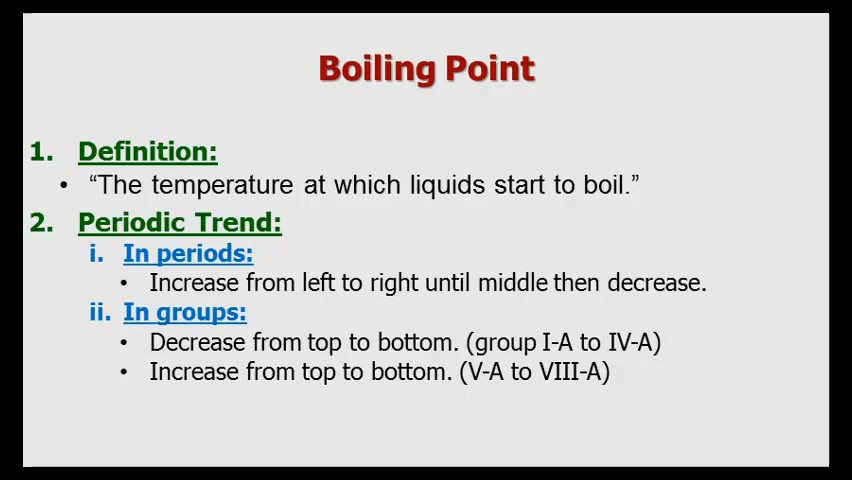 Boiling Point
1. Definition:
• “The temperature at which liquids start to boil.”
2. Periodic Trend:
i. In periods:
• Increase from left to right until middle then decrease.
ii. In groups:
• Decrease from top to bottom. (group I-A to IV-A)
• Increase from top to bottom. (V-A to VIII-A)